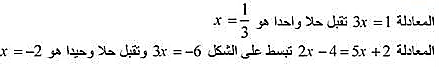 المعادلة 3x = 1 تقبل حلا واحدا هو x = 1/3
المعادلة 2x − 4 = 5x + 2 تبسط على الشكل 3x = −6 وتقبل حلا وحيدا هو x = −2